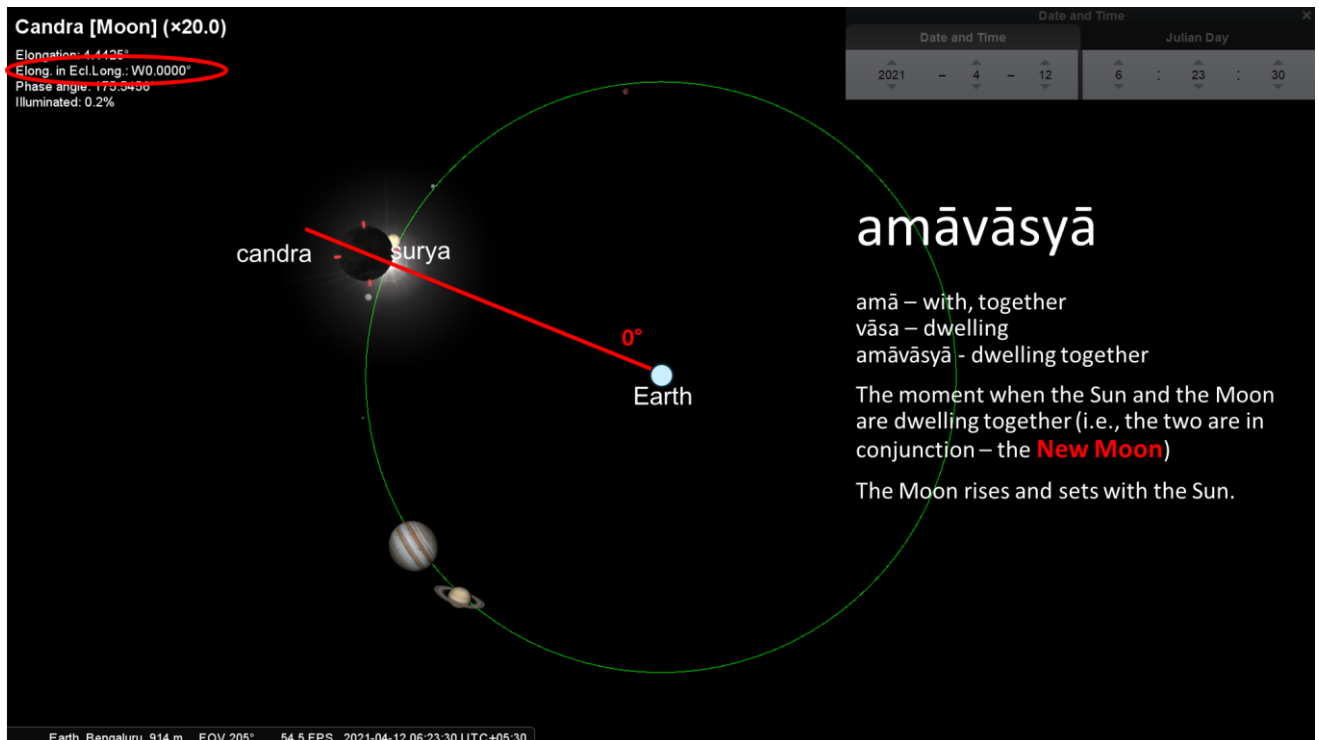 Candra [Moon] (×20.0)
Elongation: 4.4425°
Elong. in Ecl.Long.: W0.0000°
Phase angle: 175.5456°
Illuminated: 0.2%
Date and Time ×
Date and Time Julian Day
2021 – 4 – 12 6 : 23 : 30
candra
surya
0°
Earth
amāvāsyā
amā – with, together
vāsa – dwelling
amāvāsyā - dwelling together
The moment when the Sun and the Moon
are dwelling together (i.e., the two are in
conjunction – the New Moon)
The Moon rises and sets with the Sun.
Earth, Bengaluru, 914 m FOV 205° 54.5 FPS 2021-04-12 06:23:30 UTC+05:30